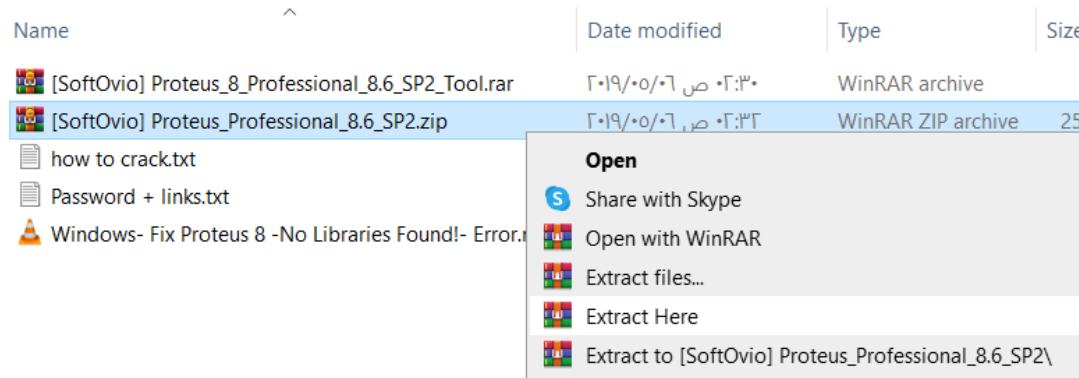 Name Date modified Type Size
[SoftOvio] Proteus_8_Professional_8.6_SP2_Tool.rar ٢٠١٩/٠٥/٠٦ ص ٠٢:٣٠ WinRAR archive
[SoftOvio] Proteus_Professional_8.6_SP2.zip ٢٠١٩/٠٥/٠٦ ص ٠٢:٣٢ WinRAR ZIP archive 25
how to crack.txt
Password + links.txt
Windows- Fix Proteus 8 -No Libraries Found!- Error.
Open
Share with Skype
Open with WinRAR
Extract files...
Extract Here
Extract to [SoftOvio] Proteus_Professional_8.6_SP2\